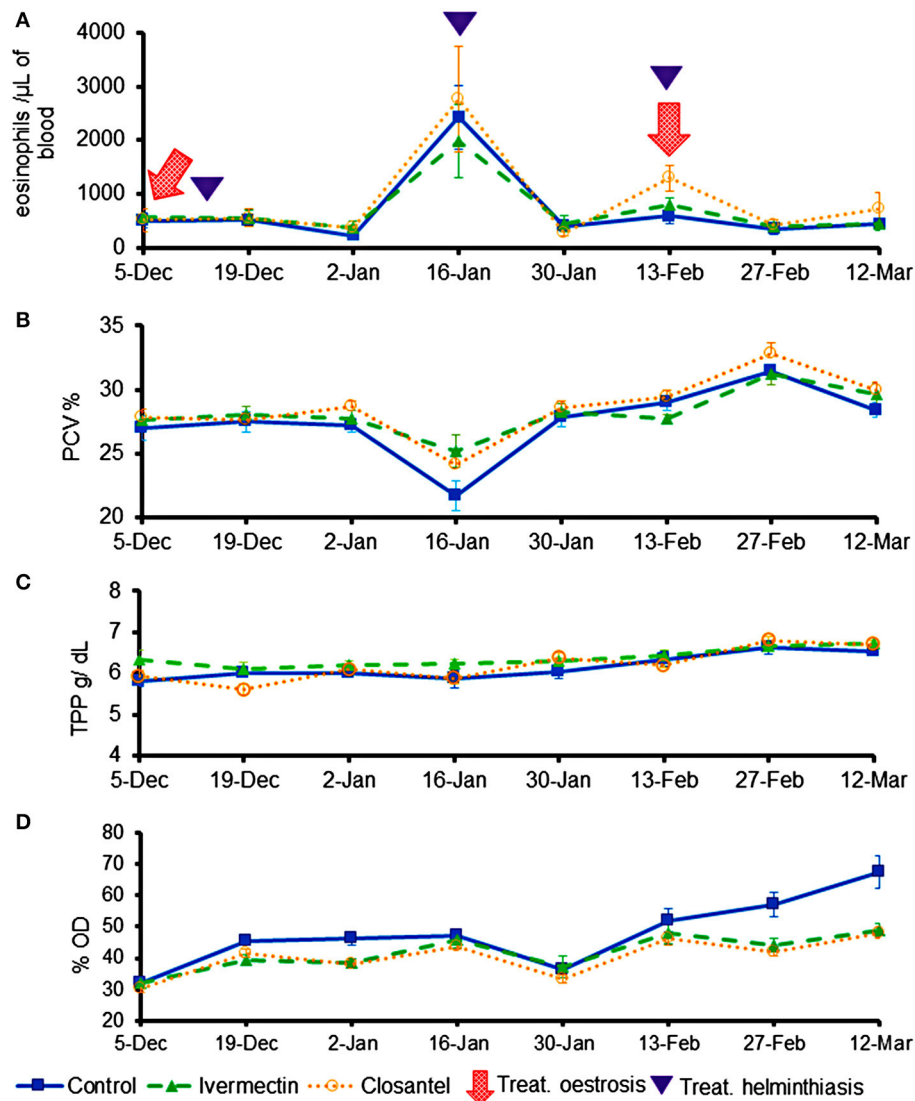 A
4000
3000
2000
1000
0
eosinophils /µL of
blood
5-Dec 19-Dec 2-Jan 16-Jan 30-Jan 13-Feb 27-Feb 12-Mar
B
35
30
25
20
PCV %
5-Dec 19-Dec 2-Jan 16-Jan 30-Jan 13-Feb 27-Feb 12-Mar
C
8
7
6
5
4
TPP g/ dL
5-Dec 19-Dec 2-Jan 16-Jan 30-Jan 13-Feb 27-Feb 12-Mar
D
80
70
60
50
40
30
20
% OD
5-Dec 19-Dec 2-Jan 16-Jan 30-Jan 13-Feb 27-Feb 12-Mar
Control Ivermectin Closantel Treat. oestrosis Treat. helminthiasis